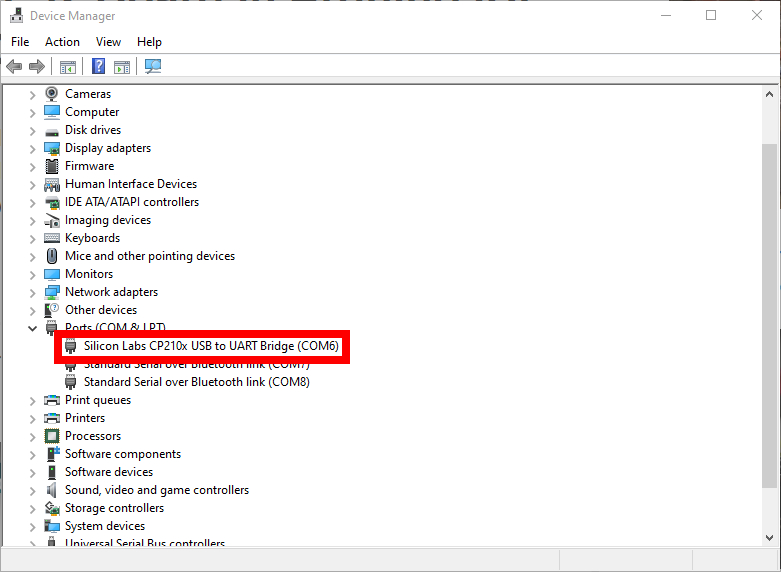 Device Manager
File Action View Help
Cameras
Computer
Disk drives
Display adapters
Firmware
Human Interface Devices
IDE ATA/ATAPI controllers
Imaging devices
Keyboards
Mice and other pointing devices
Monitors
Network adapters
Other devices
Ports (COM & LPT)
Silicon Labs CP210x USB to UART Bridge (COM6)
Standard Serial over Bluetooth link (COM7)
Standard Serial over Bluetooth link (COM8)
Print queues
Printers
Processors
Software components
Software devices
Sound, video and game controllers
Storage controllers
System devices
Universal Serial Bus controllers